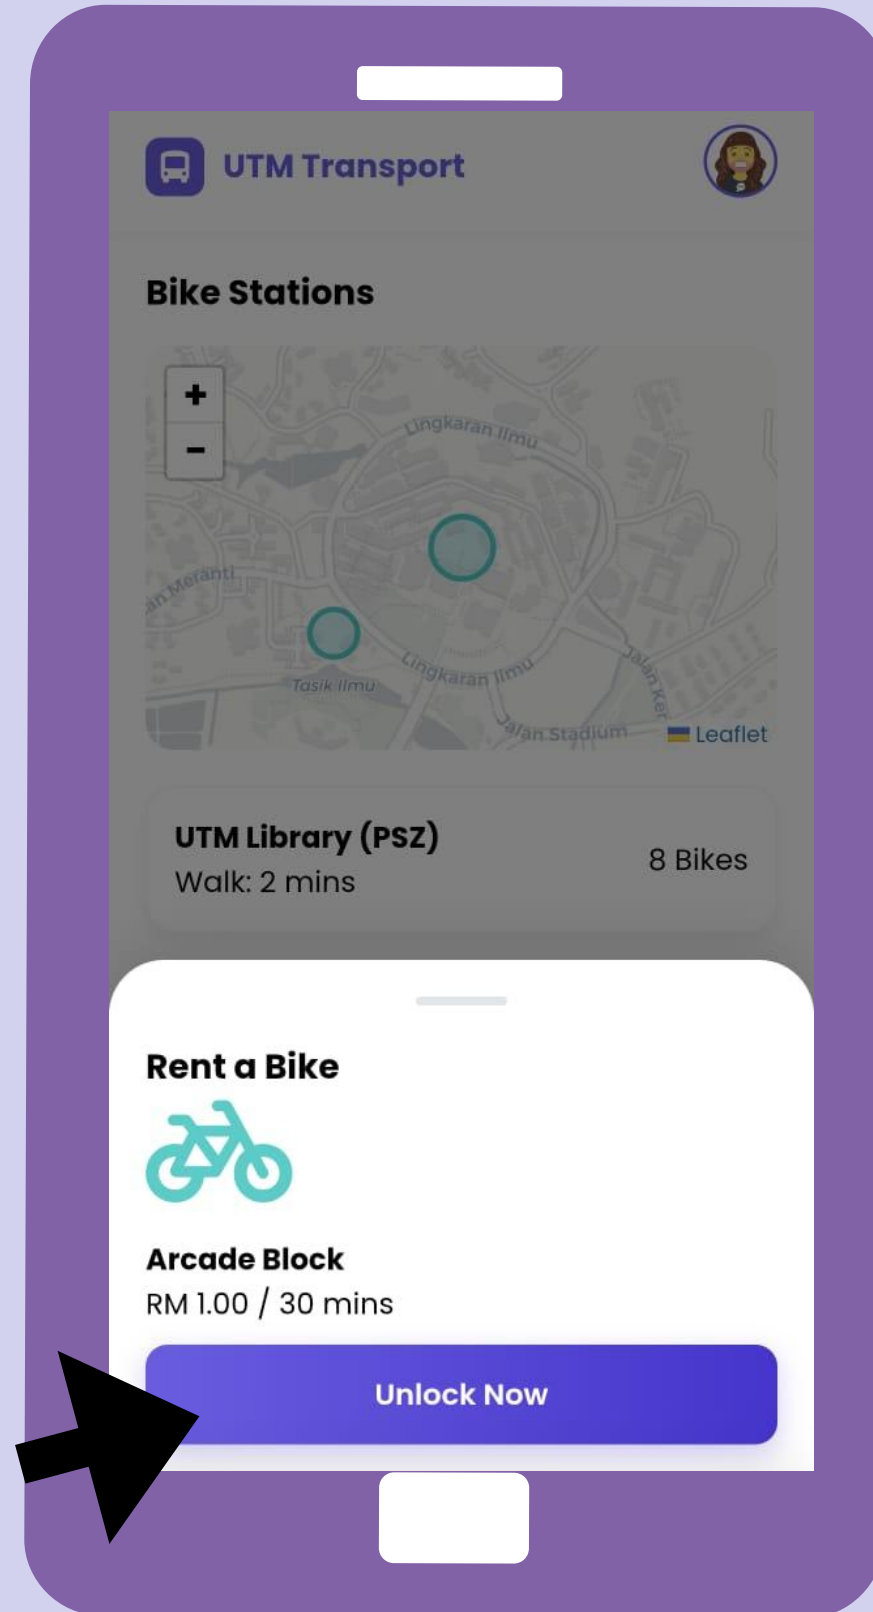 UTM Transport
Bike Stations
+
-
Lingkaran Ilmu
an Meranti
Lingkaran Ilmu
Tasik Ilmu
Jalan Ker
Jalan Stadium
Leaflet
UTM Library (PSZ)
Walk: 2 mins
8 Bikes
Rent a Bike
Arcade Block
RM 1.00 / 30 mins
Unlock Now